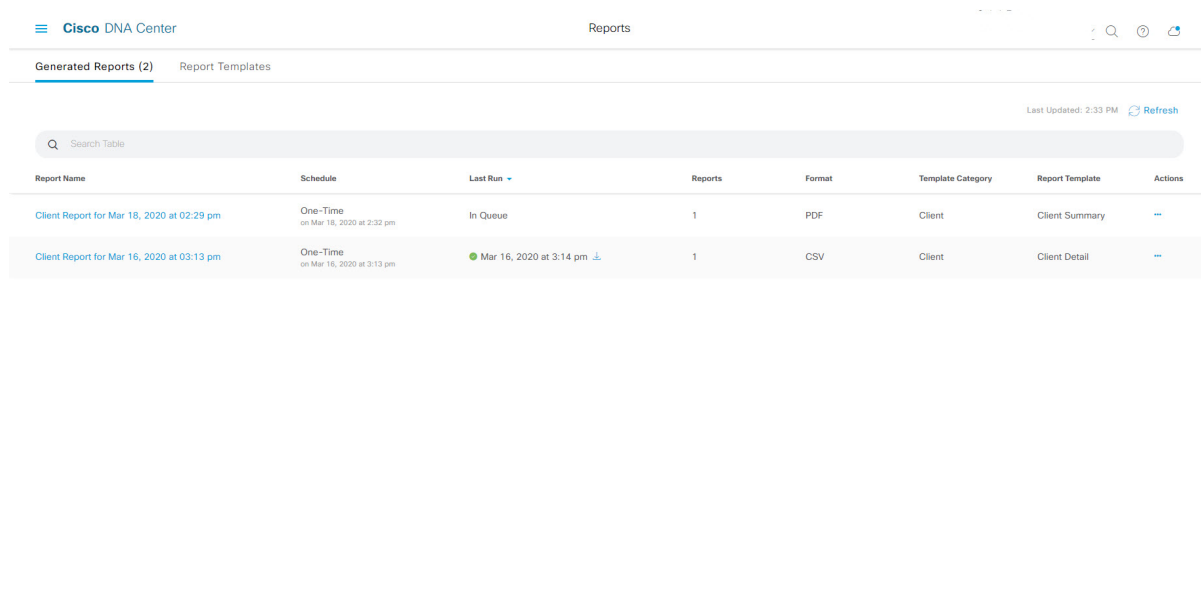 Cisco DNA Center
Reports
Generated Reports (2) Report Templates
Last Updated: 2:33 PM Refresh
Search Table
Report Name Schedule Last Run Reports Format Template Category Report Template Actions
Client Report for Mar 18, 2020 at 02:29 pm One-Time In Queue 1 PDF Client Client Summary ...
on Mar 18, 2020 at 2:32 pm
Client Report for Mar 16, 2020 at 03:13 pm One-Time Mar 16, 2020 at 3:14 pm 1 CSV Client Client Detail ...
on Mar 16, 2020 at 3:13 pm